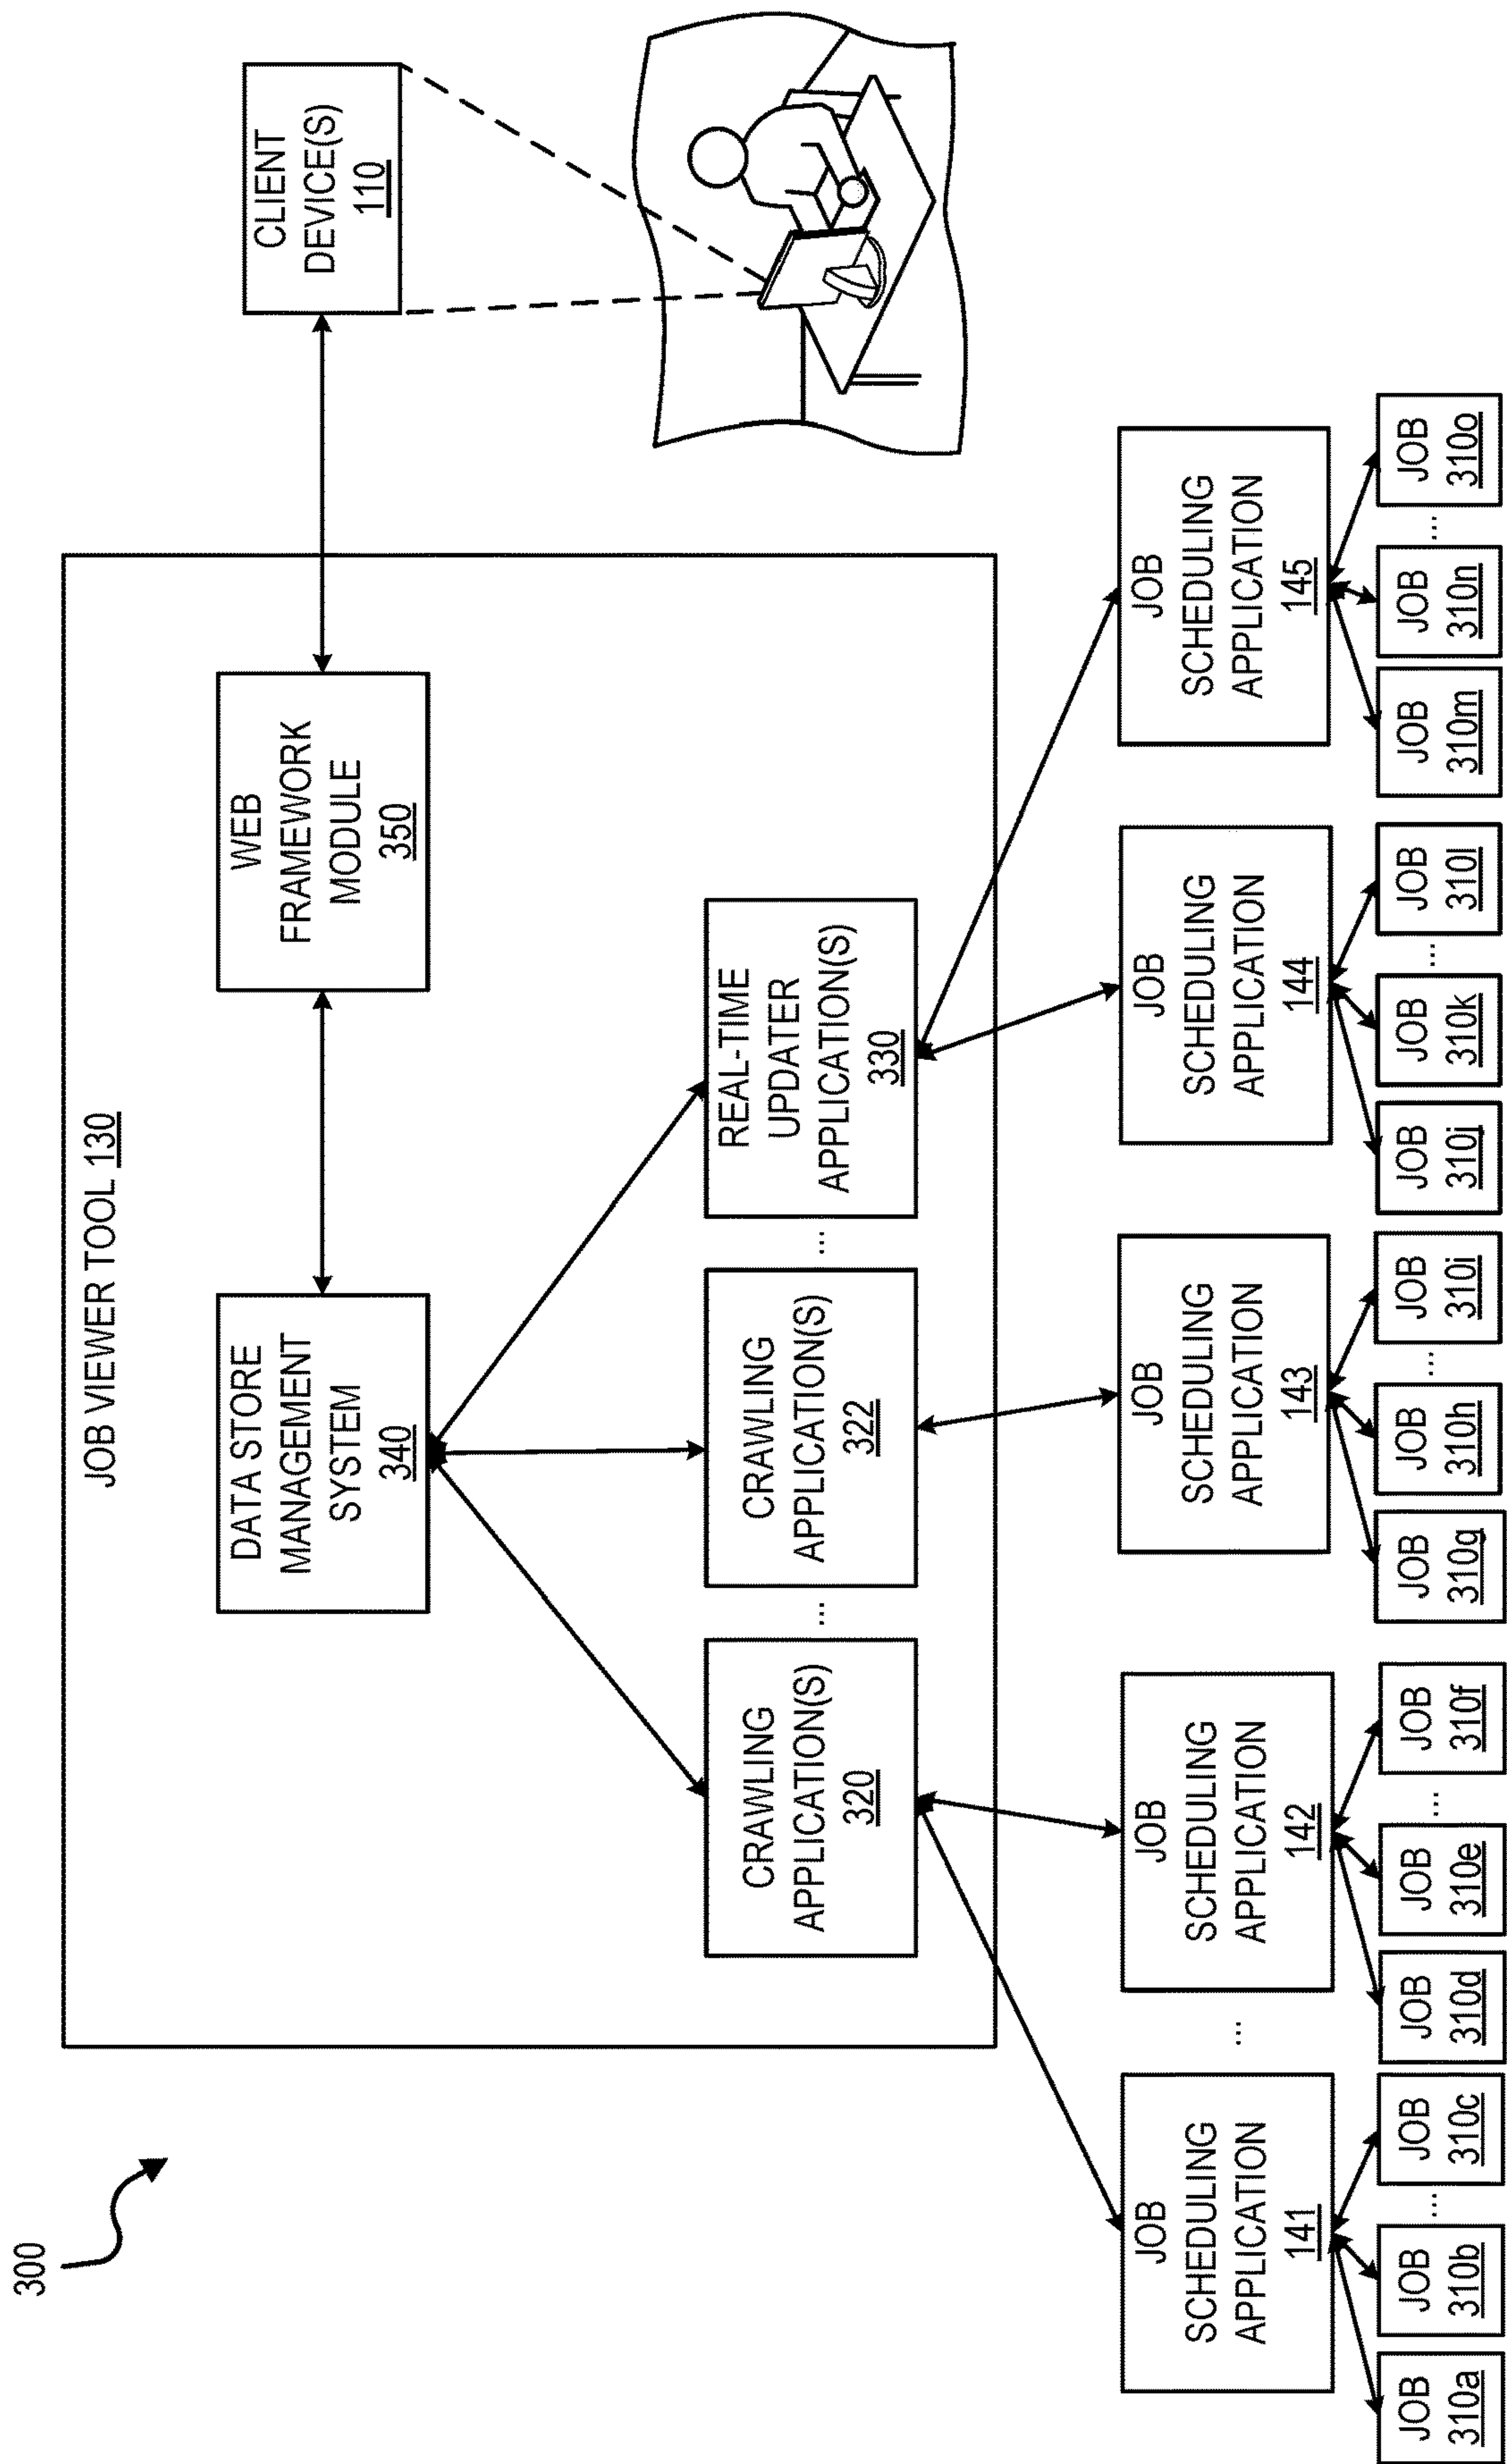 300
JOB VIEWER TOOL 130
DATA STORE
MANAGEMENT
SYSTEM
340
WEB
FRAMEWORK
MODULE
350
CLIENT
DEVICE(S)
110
CRAWLING
APPLICATION(S)
320
...
CRAWLING
APPLICATION(S)
322
...
REAL-TIME
UPDATER
APPLICATION(S)
330
JOB
SCHEDULING
APPLICATION
141
...
JOB
SCHEDULING
APPLICATION
142
JOB
SCHEDULING
APPLICATION
143
JOB
SCHEDULING
APPLICATION
144
JOB
SCHEDULING
APPLICATION
145
JOB
310a
JOB
310b
...
JOB
310c
JOB
310d
JOB
310e
...
JOB
310f
JOB
310g
JOB
310h
...
JOB
310i
JOB
310j
JOB
310k
...
JOB
310l
JOB
310m
JOB
310n
...
JOB
310o